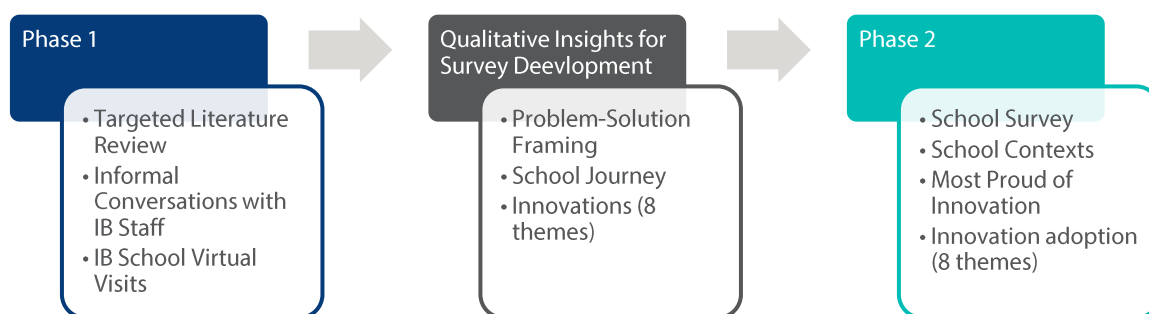 Phase 1
• Targeted Literature
Review
• Informal
Conversations with
IB Staff
• IB School Virtual
Visits
Qualitative Insights for
Survey Deevlopment
• Problem-Solution
Framing
• School Journey
• Innovations (8
themes)
Phase 2
• School Survey
• School Contexts
• Most Proud of
Innovation
• Innovation adoption
(8 themes)